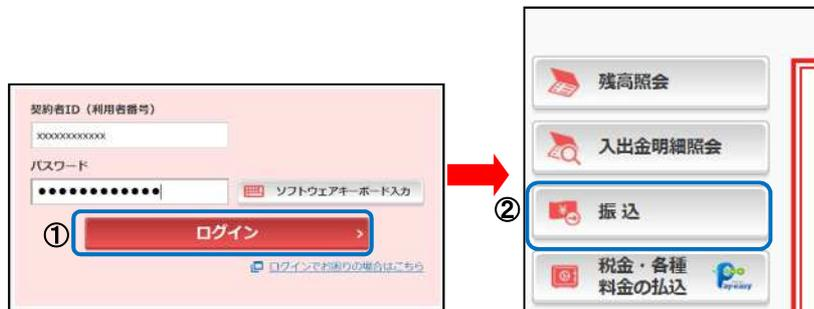 契約者ID（利用者番号）
xxxxxxxxxxxx
パスワード
●●●●●●●●●●●●
ソフトウェアキーボード入力
①
ログイン
ログインでお困りの場合はこちら
残高照会
入出金明細照会
②
振込
税金・各種
料金の払込
Pay-easy